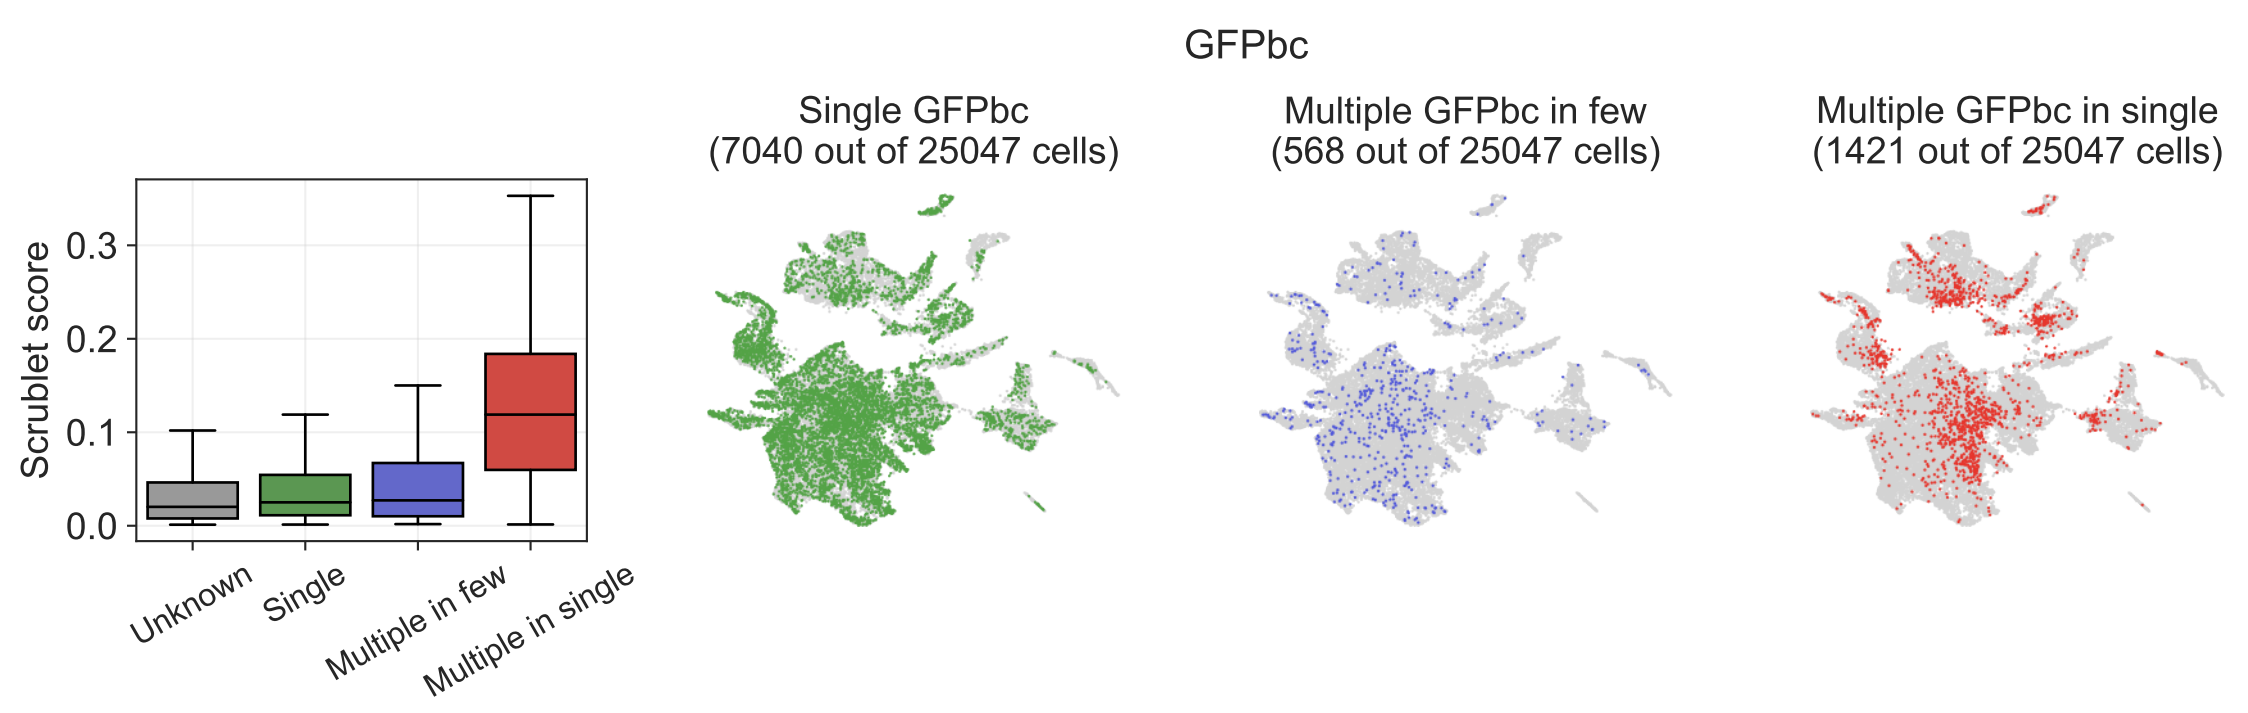 GFPbc
Single GFPbc
(7040 out of 25047 cells)
Multiple GFPbc in few
(568 out of 25047 cells)
Multiple GFPbc in single
(1421 out of 25047 cells)
Scrublet score
0.3
0.2
0.1
0.0
Unknown
Single
Multiple in few
Multiple in single